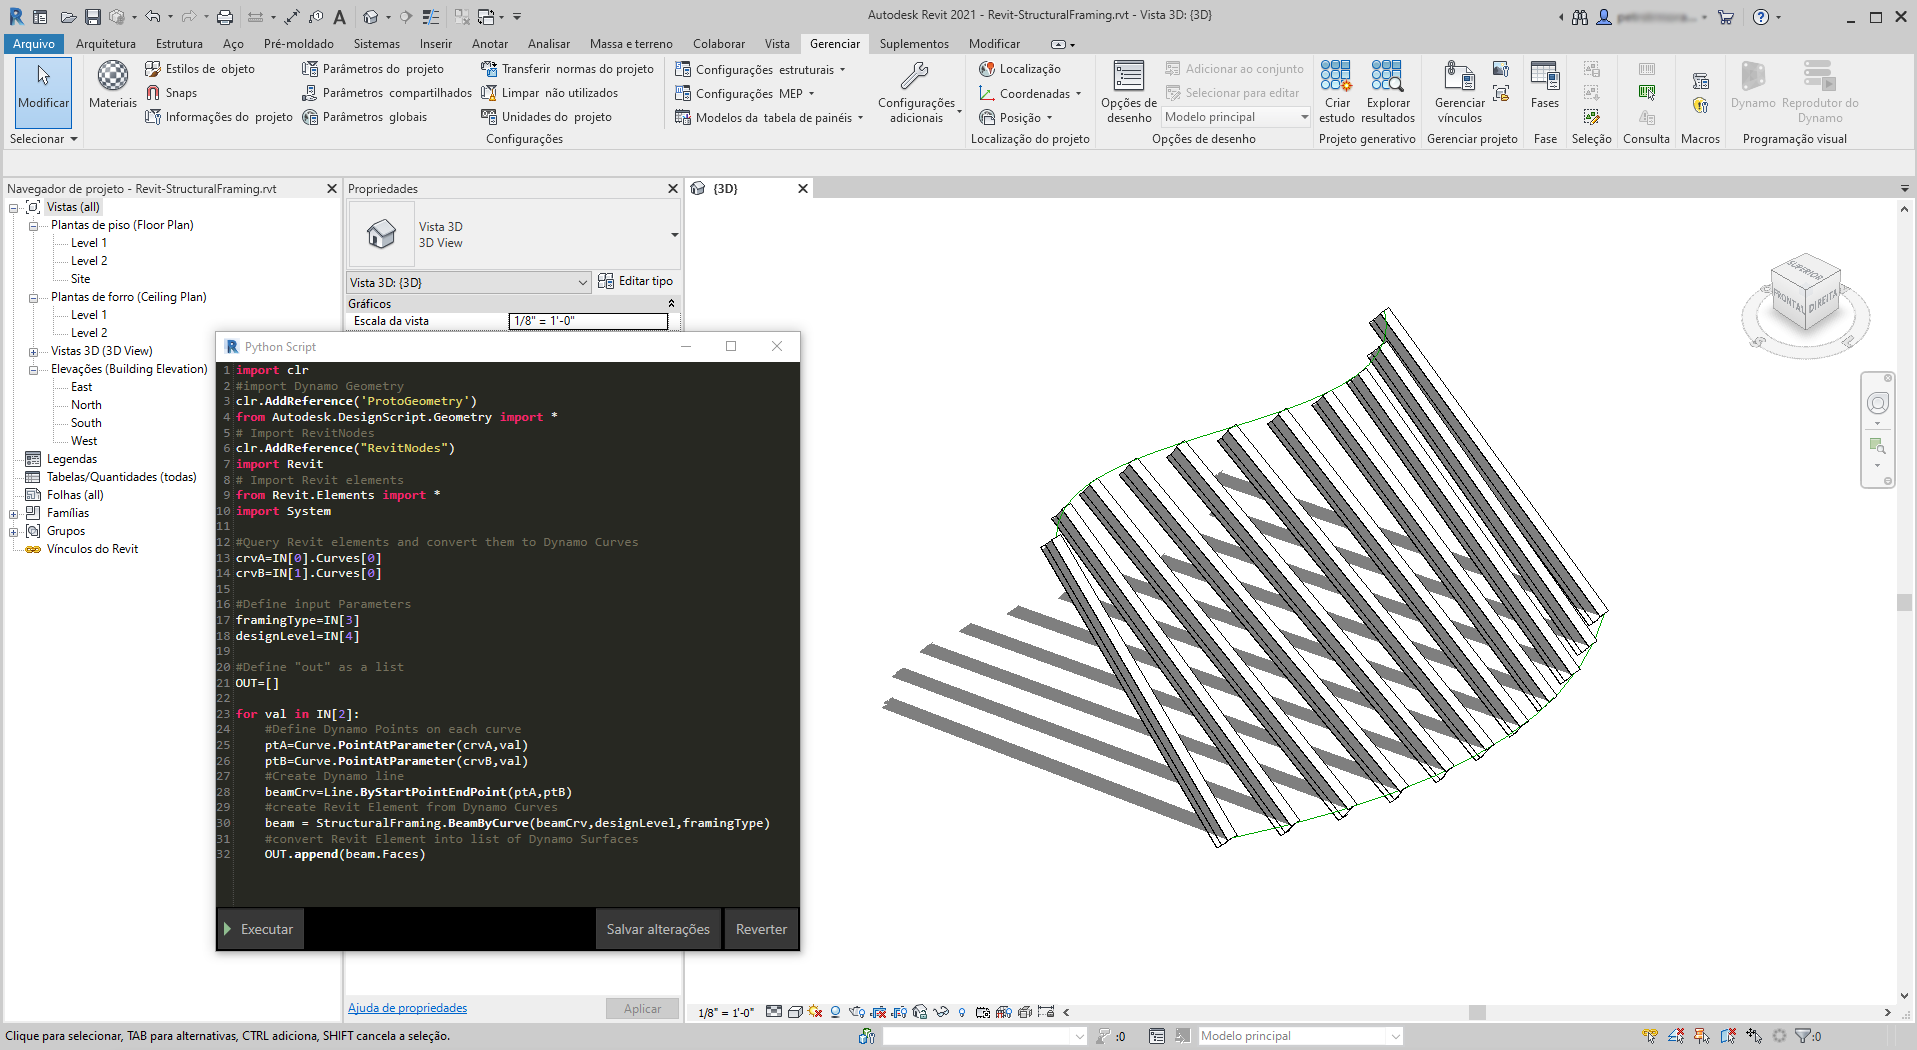 Autodesk Revit 2021 - Revit-StructuralFraming.rvt - Vista 3D: {3D}
Arquivo Arquitetura Estrutura Aço Pré-moldado Sistemas Inserir Anotar Analisar Massa e terreno Colaborar Vista Gerenciar Suplementos Modificar
Modificar
Selecionar
Materiais
Estilos de objeto
Snaps
Informações do projeto
Parâmetros do projeto
Parâmetros compartilhados
Parâmetros globais
Transferir normas do projeto
Limpar não utilizados
Unidades do projeto
Configurações
Configurações estruturais
Configurações MEP
Modelos da tabela de painéis
Configurações
adicionais
Localização
Coordenadas
Posição
Localização do projeto
Opções de
desenho
Adicionar ao conjunto
Selecionar para editar
Modelo principal
Opções de desenho
Criar
estudo
Explorar
resultados
Projeto generativo
Gerenciar
vínculos
Gerenciar projeto
Fases
Fase
Seleção
Consulta
Macros
Dynamo
Reprodutor do
Dynamo
Programação visual
Navegador de projeto - Revit-StructuralFraming.rvt
Vistas (all)
Plantas de piso (Floor Plan)
Level 1
Level 2
Site
Plantas de forro (Ceiling Plan)
Level 1
Level 2
Vistas 3D (3D View)
Elevações (Building Elevation)
East
North
South
West
Legendas
Tabelas/Quantidades (todas)
Folhas (all)
Famílias
Grupos
Vínculos do Revit
Propriedades
Vista 3D
3D View
Vista 3D: {3D}
Editar tipo
Gráficos
Escala da vista 1/8" = 1'-0"
{3D}
SUPERIOR
FRONTAL
DIREITA
Python Script
1 import clr
2 #import Dynamo Geometry
3 clr.AddReference('ProtoGeometry')
4 from Autodesk.DesignScript.Geometry import *
5 # Import RevitNodes
6 clr.AddReference("RevitNodes")
7 import Revit
8 # Import Revit elements
9 from Revit.Elements import *
10 import System
11
12 #Query Revit elements and convert them to Dynamo Curves
13 crvA=IN[0].Curves[0]
14 crvB=IN[1].Curves[0]
15
16 #Define input Parameters
17 framingType=IN[3]
18 designLevel=IN[4]
19
20 #Define "out" as a list
21 OUT=[]
22
23 for val in IN[2]:
24 #Define Dynamo Points on each curve
25 ptA=Curve.PointAtParameter(crvA,val)
26 ptB=Curve.PointAtParameter(crvB,val)
27 #Create Dynamo line
28 beamCrv=Line.ByStartPointEndPoint(ptA,ptB)
29 #create Revit Element from Dynamo Curves
30 beam = StructuralFraming.BeamByCurve(beamCrv,designLevel,framingType)
31 #convert Revit Element into list of Dynamo Surfaces
32 OUT.append(beam.Faces)
Executar
Salvar alterações
Reverter
Ajuda de propriedades
Aplicar
1/8" = 1'-0"
Clique para selecionar, TAB para alternativas, CTRL adiciona, SHIFT cancela a seleção.
:0
Modelo principal
:0